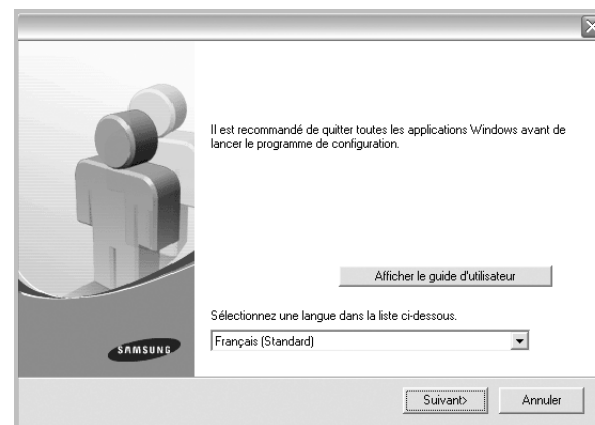 Il est recommandé de quitter toutes les applications Windows avant de
lancer le programme de configuration.
Afficher le guide d'utilisateur
Sélectionnez une langue dans la liste ci-dessous.
Français (Standard)
SAMSUNG
Suivant>
Annuler